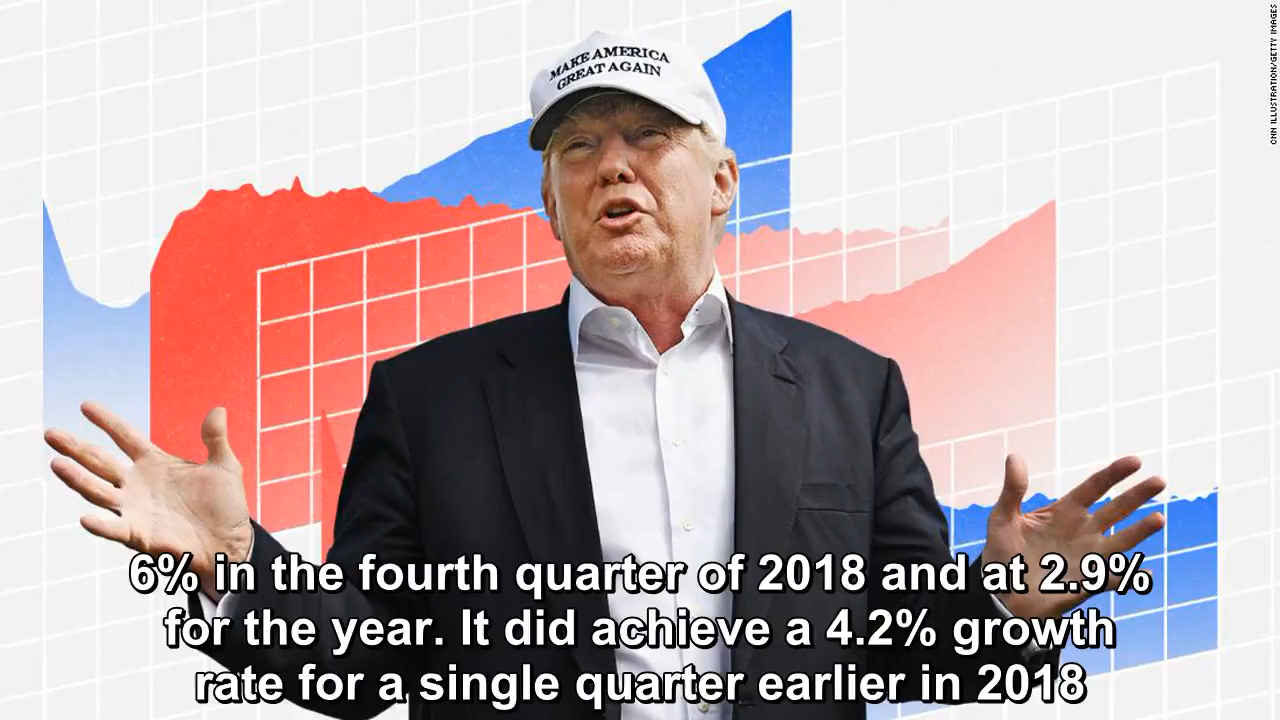 CNN ILLUSTRATION/GETTY IMAGES
MAKE AMERICA
GREAT AGAIN
6% in the fourth quarter of 2018 and at 2.9%
for the year. It did achieve a 4.2% growth
rate for a single quarter earlier in 2018